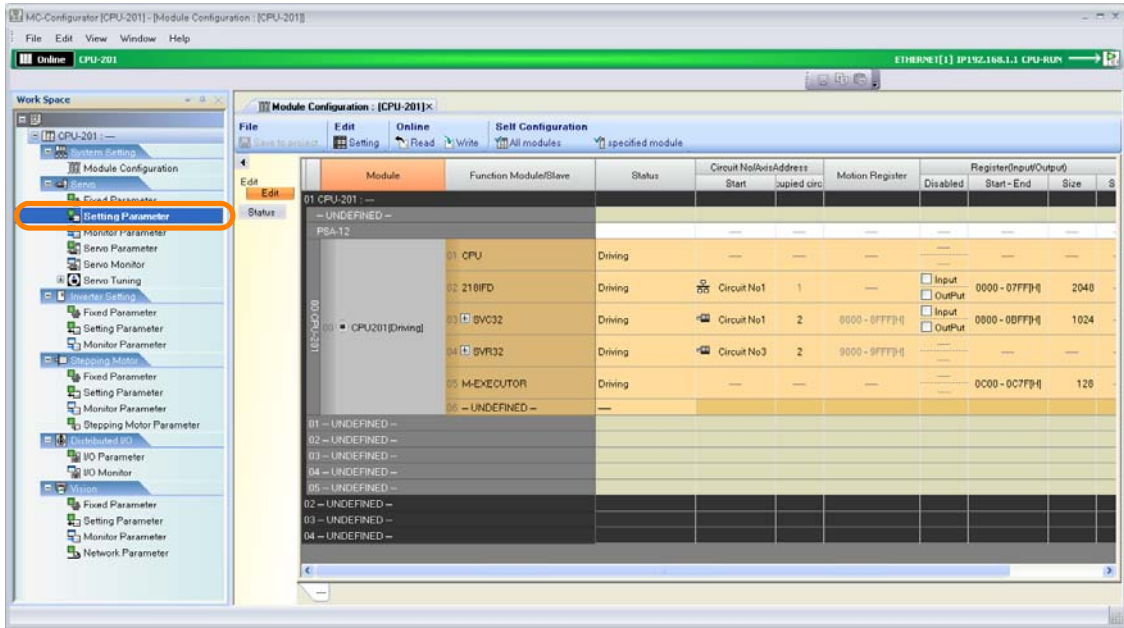 MC-Configurator [CPU-201] - [Module Configuration : [CPU-201]]
File Edit View Window Help
Online CPU-201 ETHERNET[1] IP192.168.1.1 CPU-RUN
Work Space
CPU-201 : ---
System Setting
Module Configuration
Servo
Fixed Parameter
Setting Parameter
Monitor Parameter
Servo Parameter
Servo Monitor
Servo Tuning
Inverter Setting
Fixed Parameter
Setting Parameter
Monitor Parameter
Stepping Motor
Fixed Parameter
Setting Parameter
Monitor Parameter
Stepping Motor Parameter
Distributed I/O
I/O Parameter
I/O Monitor
Vision
Fixed Parameter
Setting Parameter
Monitor Parameter
Network Parameter
Module Configuration : [CPU-201]
File Edit Online Self Configuration
Save to project Setting Read Write All modules specified module
Edit
Edit
Status
Module Function Module/Slave Status Circuit No/AxisAddress Motion Register Register(Input/Output)
Start cupied circ Disabled Start - End Size S
01 CPU-201 : ---
-- UNDEFINED --
PSA-12 --- --- --- --- --- ---
00:CPU-201
00 CPU201[Driving]
01 CPU Driving --- --- --- --- --- ---
02 218IFD Driving Circuit No1 1 --- Input OutPut 0000 - 07FF[H] 2048
03 SVC32 Driving Circuit No1 2 8000 - 8FFF[H] Input OutPut 0800 - 0BFF[H] 1024
04 SVR32 Driving Circuit No3 2 9000 - 9FFF[H] --- --- ---
05 M-EXECUTOR Driving --- --- --- --- 0C00 - 0C7F[H] 128
06 -- UNDEFINED -- ---
01 -- UNDEFINED --
02 -- UNDEFINED --
03 -- UNDEFINED --
04 -- UNDEFINED --
05 -- UNDEFINED --
02 -- UNDEFINED --
03 -- UNDEFINED --
04 -- UNDEFINED --
---